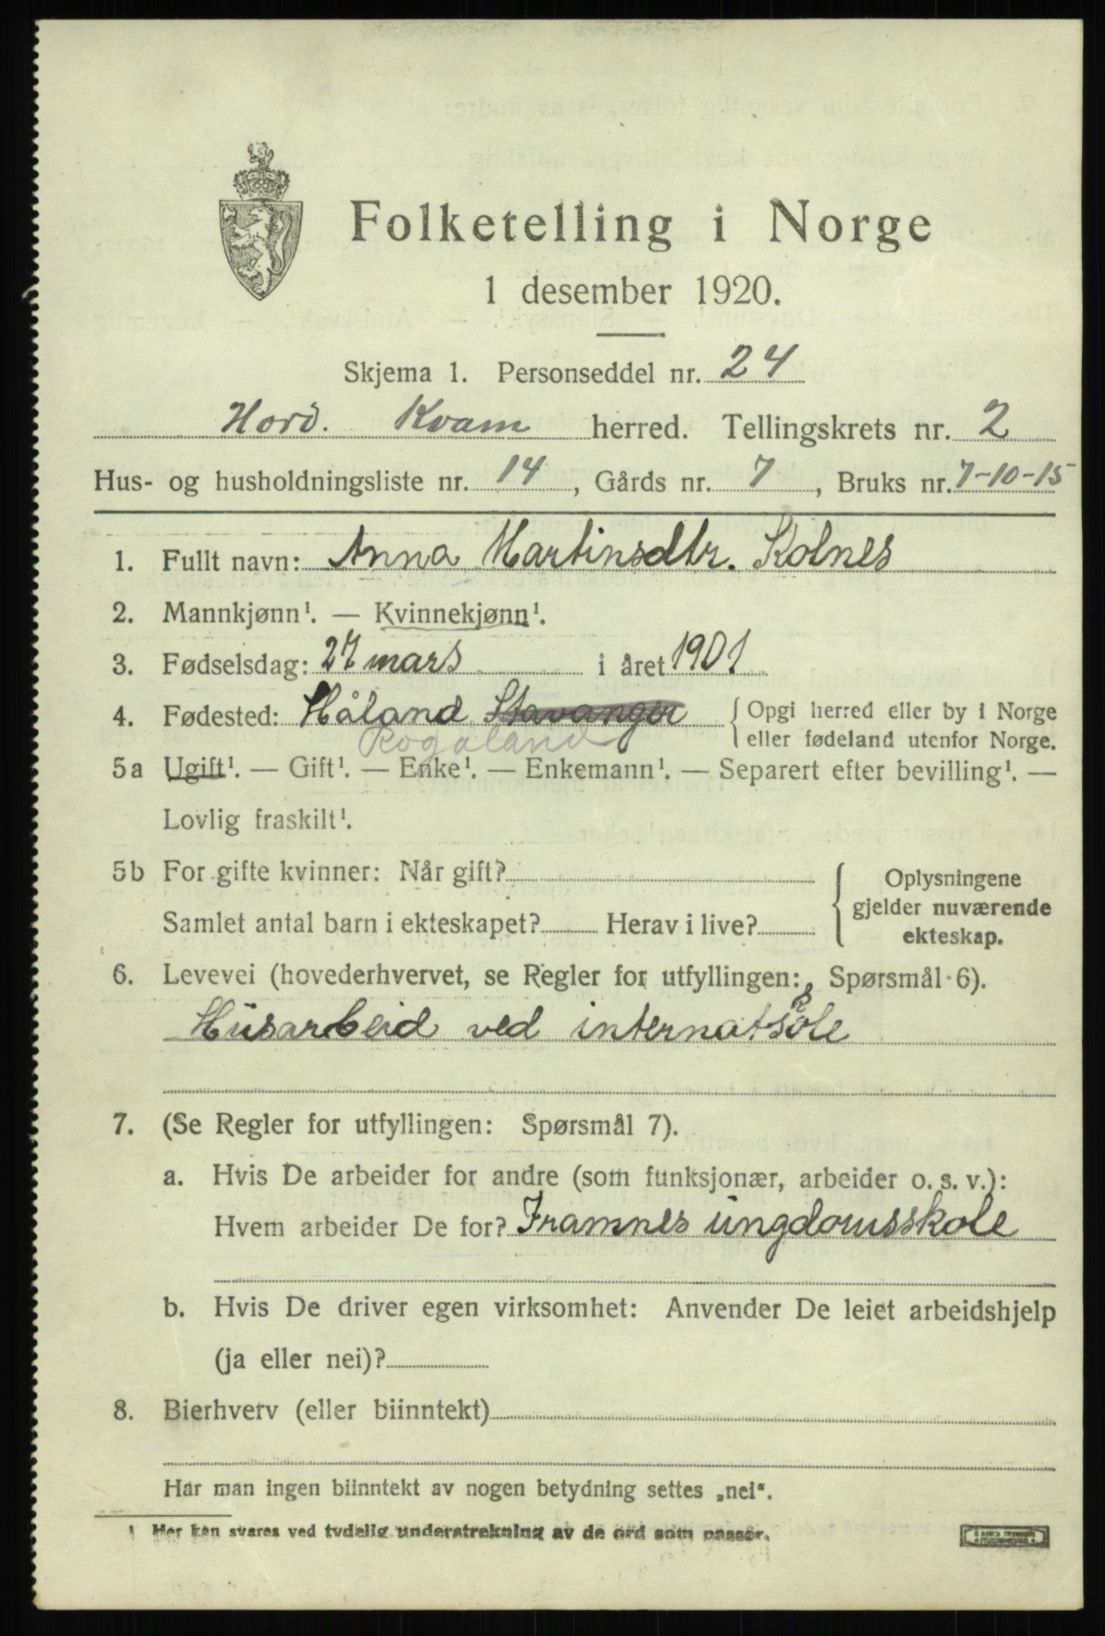 Folketelling i Norge
1 desember 1920.
Skjema 1. Personseddel nr. 24
Hord. Kvam herred. Tellingskrets nr. 2
Hus- og husholdningsliste nr. 14, Gårds nr. 7, Bruks nr. 7-10-15
1. Fullt navn: Anna Martinsdtr. Kolnes
2. Mannkjønn¹. — Kvinnekjønn¹.
3. Fødselsdag: 27 mars i året 1901
4. Fødested: Håland Stavanger { Opgi herred eller by i Norge
eller fødeland utenfor Norge.
Rogaland
5a Ugift¹. — Gift¹. — Enke¹. — Enkemann¹. — Separert efter bevilling¹. —
Lovlig fraskilt¹.
5b For gifte kvinner: Når gift? { Oplysningene
gjelder nuværende
ekteskap.
Samlet antal barn i ekteskapet? Herav i live?
6. Levevei (hovederhvervet, se Regler for utfyllingen: Spørsmål 6).
Husarbeid ved internatskole
7. (Se Regler for utfyllingen: Spørsmål 7).
a. Hvis De arbeider for andre (som funksjonær, arbeider o. s. v.):
Hvem arbeider De for? Framnes ungdomsskole
b. Hvis De driver egen virksomhet: Anvender De leiet arbeidshjelp
(ja eller nei)?
8. Bierhverv (eller biinntekt)
Har man ingen biinntekt av nogen betydning settes „nei“.
¹ Her kan svares ved tydelig understrekning av de ord som passer.